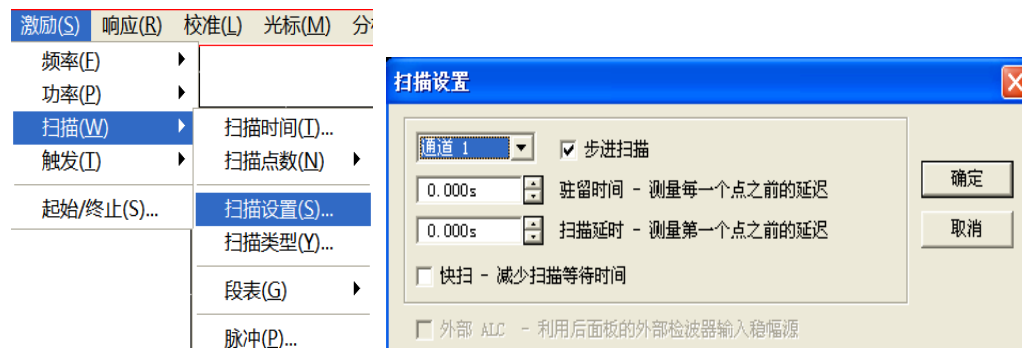 激励(S) 响应(R) 校准(L) 光标(M)
频率(F)
功率(P)
扫描(W)
触发(T)
起始/终止(S)...
扫描时间(T)...
扫描点数(N)
扫描设置(S)...
扫描类型(Y)...
段表(G)
脉冲(P)...
扫描设置
通道 1
步进扫描
0.000s 驻留时间 - 测量每一个点之前的延迟
0.000s 扫描延时 - 测量第一个点之前的延迟
快扫 - 减少扫描等待时间
外部 ALC - 利用后面板的外部检波器输入稳幅源
确定
取消